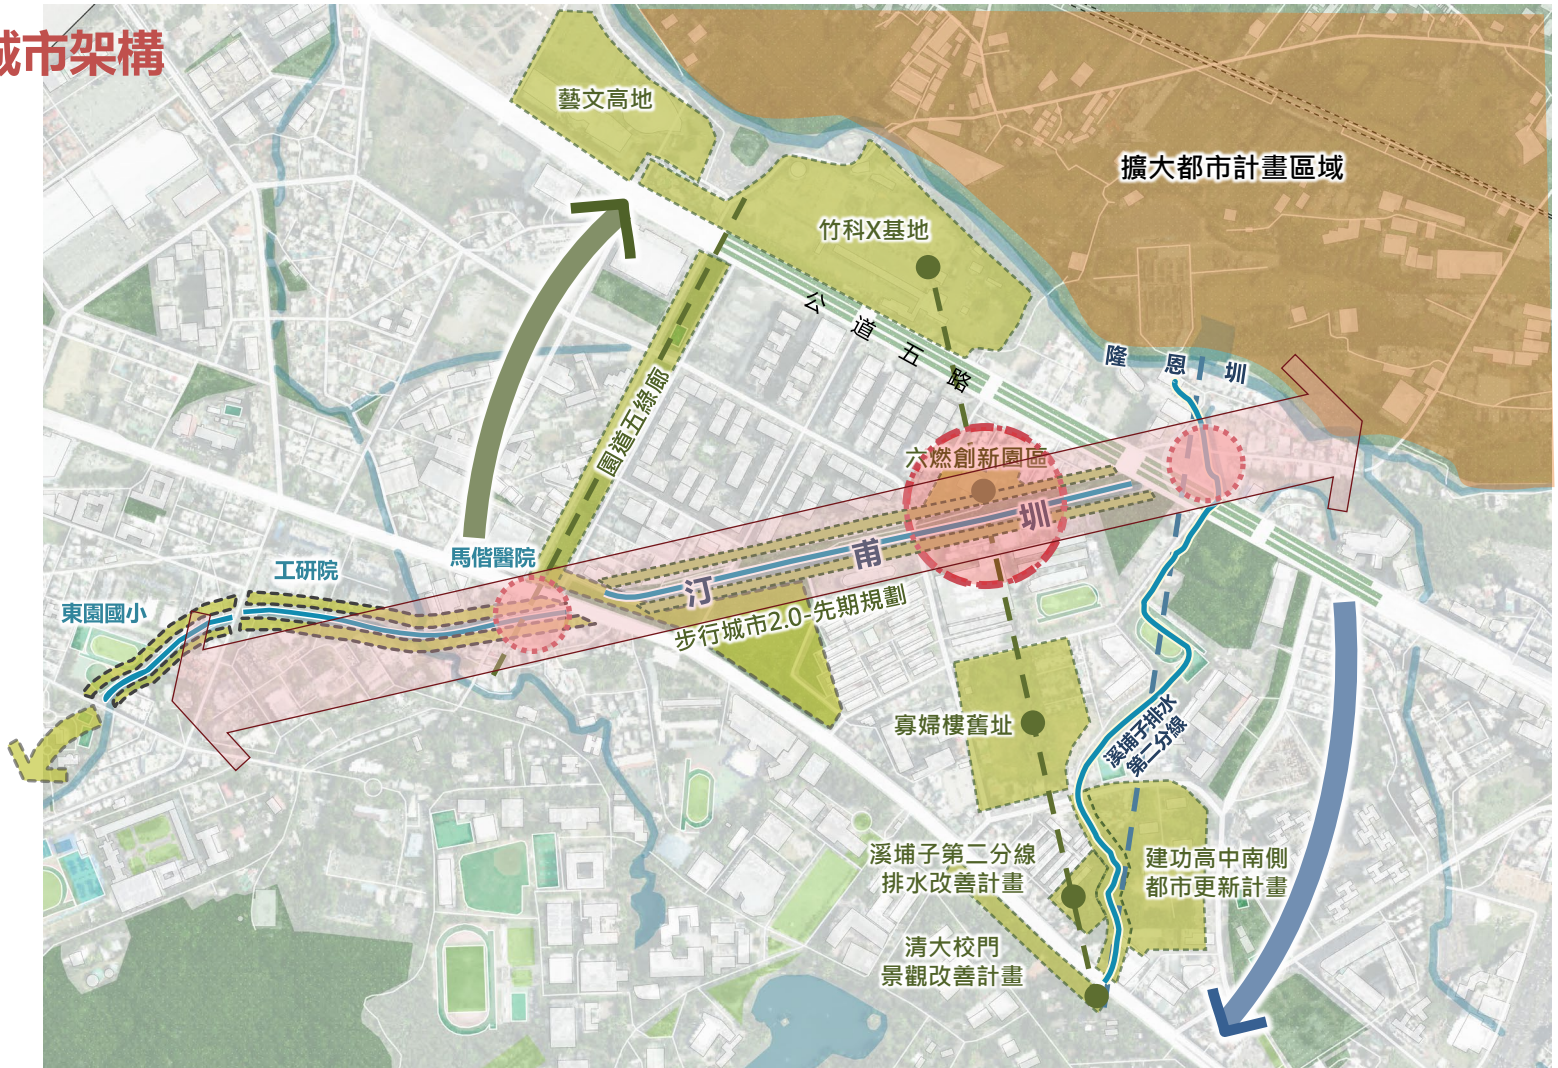 城市架構
藝文高地
擴大都市計畫區域
竹科X基地
公道五路
隆恩圳
園道五綠廊
六燃創新園區
馬偕醫院
工研院
東園國小
汀甫圳
步行城市2.0-先期規劃
寡婦樓舊址
溪埔子排水
第二分線
溪埔子第二分線
排水改善計畫
建功高中南側
都市更新計畫
清大校門
景觀改善計畫